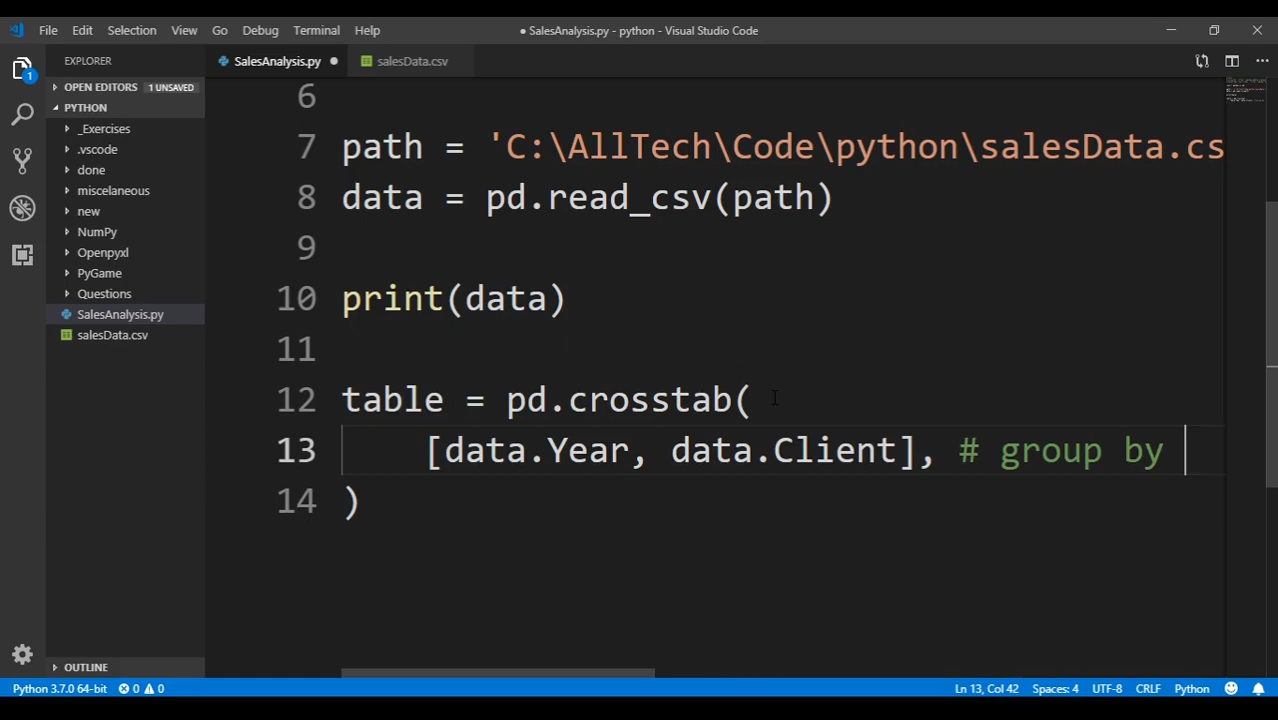 File Edit Selection View Go Debug Terminal Help
● SalesAnalysis.py - python - Visual Studio Code
EXPLORER
SalesAnalysis.py ●
salesData.csv
1
OPEN EDITORS 1 UNSAVED
PYTHON
_Exercises
.vscode
done
miscelaneous
new
NumPy
Openpyxl
PyGame
Questions
SalesAnalysis.py
salesData.csv
OUTLINE
6
7 path = 'C:\AllTech\Code\python\salesData.cs
8 data = pd.read_csv(path)
9
10 print(data)
11
12 table = pd.crosstab(
13 [data.Year, data.Client], # group by
14 )
Python 3.7.0 64-bit 0 0 Ln 13, Col 42 Spaces: 4 UTF-8 CRLF Python